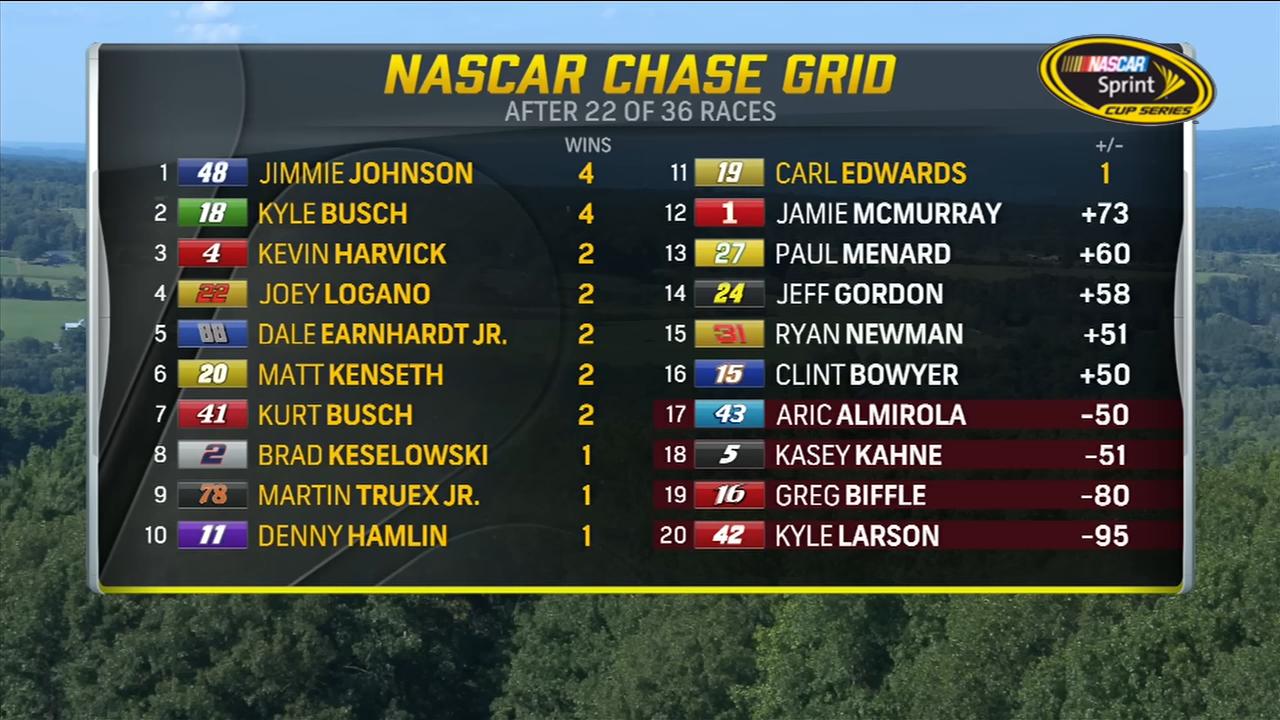 NASCAR CHASE GRID
AFTER 22 OF 36 RACES
NASCAR
Sprint
CUP SERIES
WINS
1 48 JIMMIE JOHNSON 4
2 18 KYLE BUSCH 4
3 4 KEVIN HARVICK 2
4 22 JOEY LOGANO 2
5 88 DALE EARNHARDT JR. 2
6 20 MATT KENSETH 2
7 41 KURT BUSCH 2
8 2 BRAD KESELOWSKI 1
9 78 MARTIN TRUEX JR. 1
10 11 DENNY HAMLIN 1
+/-
11 19 CARL EDWARDS 1
12 1 JAMIE MCMURRAY +73
13 27 PAUL MENARD +60
14 24 JEFF GORDON +58
15 31 RYAN NEWMAN +51
16 15 CLINT BOWYER +50
17 43 ARIC ALMIROLA -50
18 5 KASEY KAHNE -51
19 16 GREG BIFFLE -80
20 42 KYLE LARSON -95